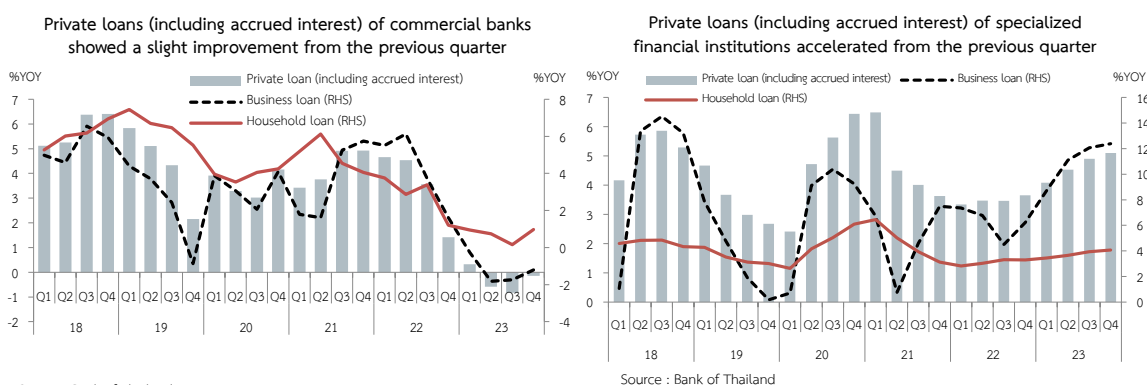 Private loans (including accrued interest) of commercial banks
showed a slight improvement from the previous quarter
%YOY
%YOY
Private loan (including accrued interest)
Business loan (RHS)
Household loan (RHS)
7
6
5
4
3
2
1
0
-1
-2
8
6
4
2
0
-2
-4
Q1 Q2 Q3 Q4 Q1 Q2 Q3 Q4 Q1 Q2 Q3 Q4 Q1 Q2 Q3 Q4 Q1 Q2 Q3 Q4 Q1 Q2 Q3 Q4
18 19 20 21 22 23
Private loans (including accrued interest) of specialized
financial institutions accelerated from the previous quarter
%YOY
%YOY
Private loan (including accrued interest) Business loan (RHS)
Household loan (RHS)
7
6
5
4
3
2
1
0
16
14
12
10
8
6
4
2
0
Q1 Q2 Q3 Q4 Q1 Q2 Q3 Q4 Q1 Q2 Q3 Q4 Q1 Q2 Q3 Q4 Q1 Q2 Q3 Q4 Q1 Q2 Q3 Q4
18 19 20 21 22 23
Source : Bank of Thailand